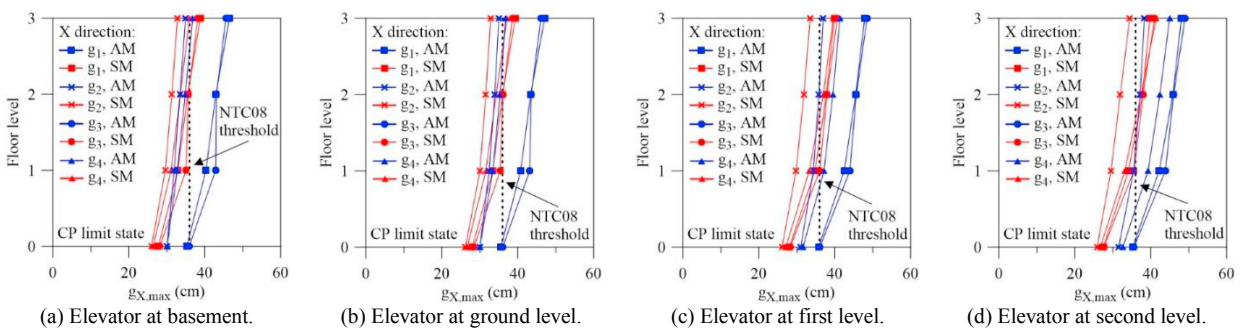 3
2
1
0
Floor level
X direction:
g1, AM
g1, SM
g2, AM
g2, SM
g3, AM
g3, SM
g4, AM
g4, SM
NTC08
threshold
CP limit state
0 20 40 60
gX,max (cm)
(a) Elevator at basement.
3
2
1
0
Floor level
X direction:
g1, AM
g1, SM
g2, AM
g2, SM
g3, AM
g3, SM
g4, AM
g4, SM
NTC08
threshold
CP limit state
0 20 40 60
gX,max (cm)
(b) Elevator at ground level.
3
2
1
0
Floor level
X direction:
g1, AM
g1, SM
g2, AM
g2, SM
g3, AM
g3, SM
g4, AM
g4, SM
NTC08
threshold
CP limit state
0 20 40 60
gX,max (cm)
(c) Elevator at first level.
3
2
1
0
Floor level
X direction:
g1, AM
g1, SM
g2, AM
g2, SM
g3, AM
g3, SM
g4, AM
g4, SM
NTC08
threshold
CP limit state
0 20 40 60
gX,max (cm)
(d) Elevator at second level.